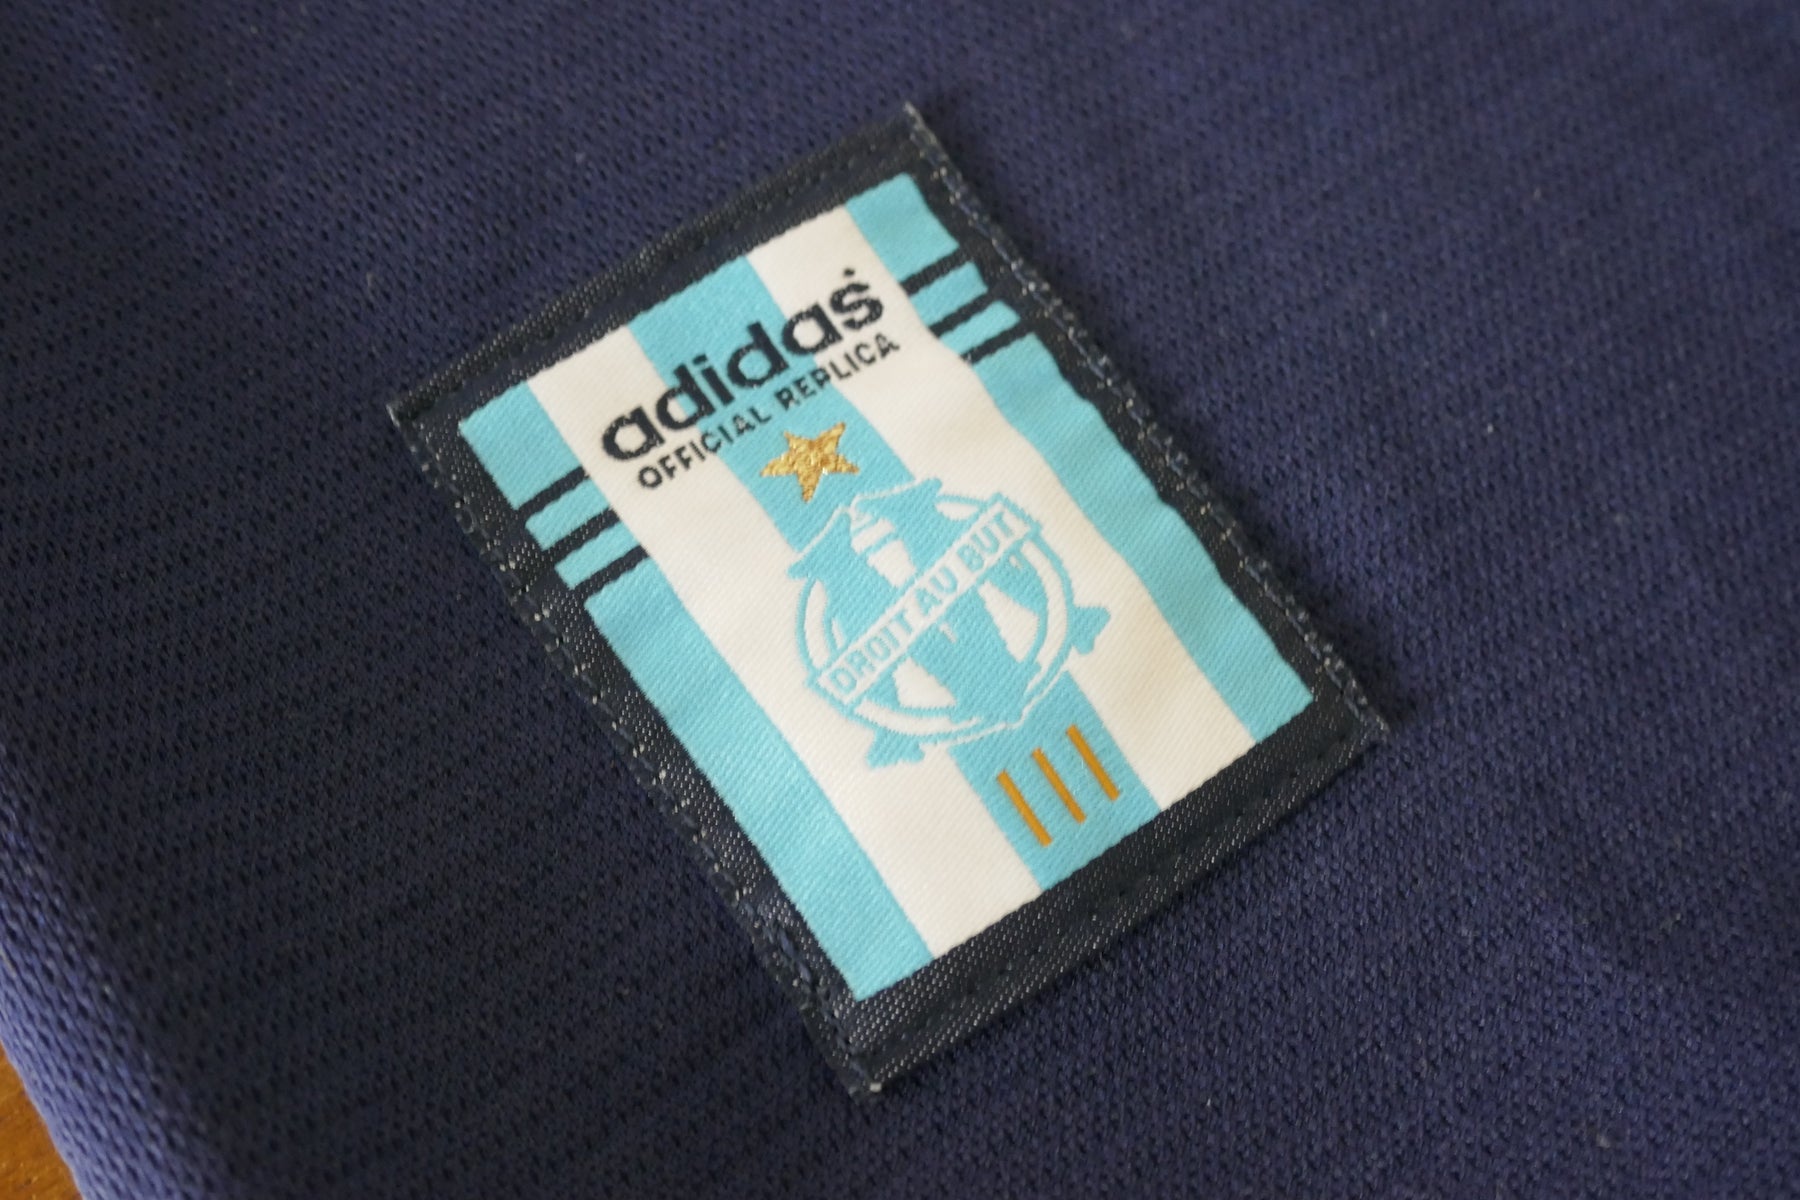 adidas
OFFICIAL REPLICA
DROIT AU BUT